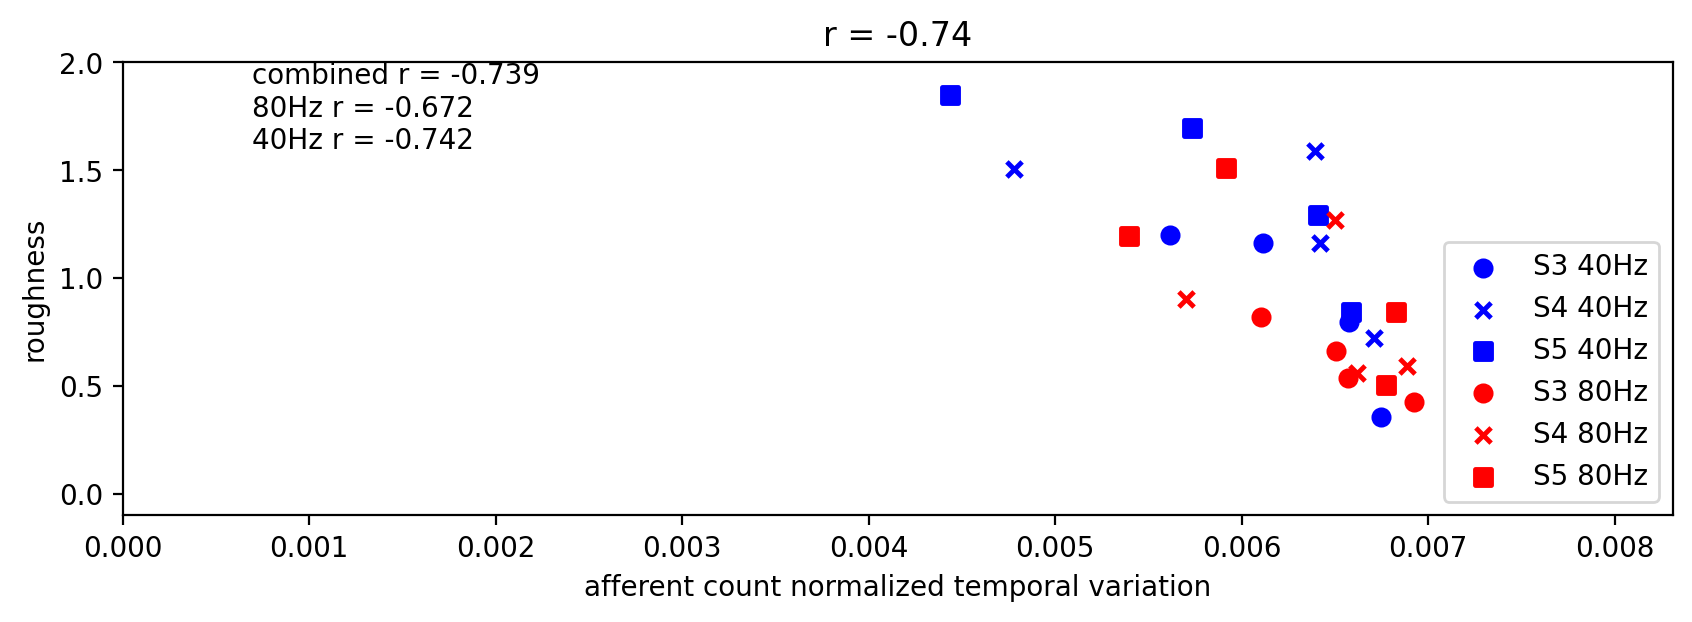 r = -0.74
combined r = -0.739
80Hz r = -0.672
40Hz r = -0.742
2.0
1.5
1.0
0.5
0.0
roughness
S3 40Hz
S4 40Hz
S5 40Hz
S3 80Hz
S4 80Hz
S5 80Hz
0.000 0.001 0.002 0.003 0.004 0.005 0.006 0.007 0.008
afferent count normalized temporal variation